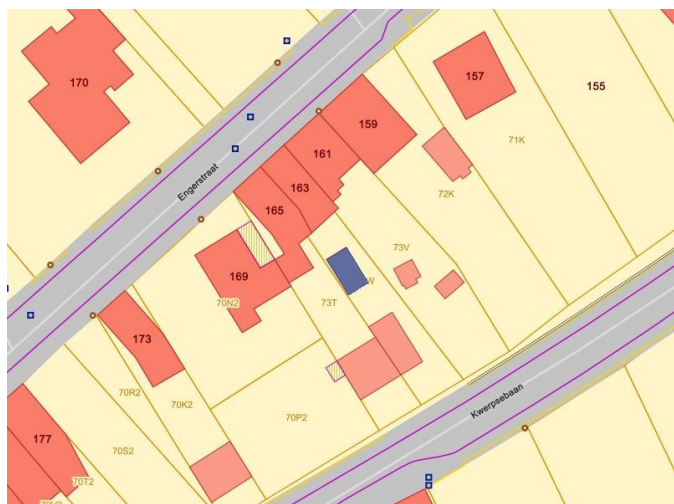 170
157
155
159
161
71K
Engerstraat
163
72K
165
73V
169
W
70N2
73T
173
70R2
70K2
70P2
Kwerpsebaan
177
70S2
70T2